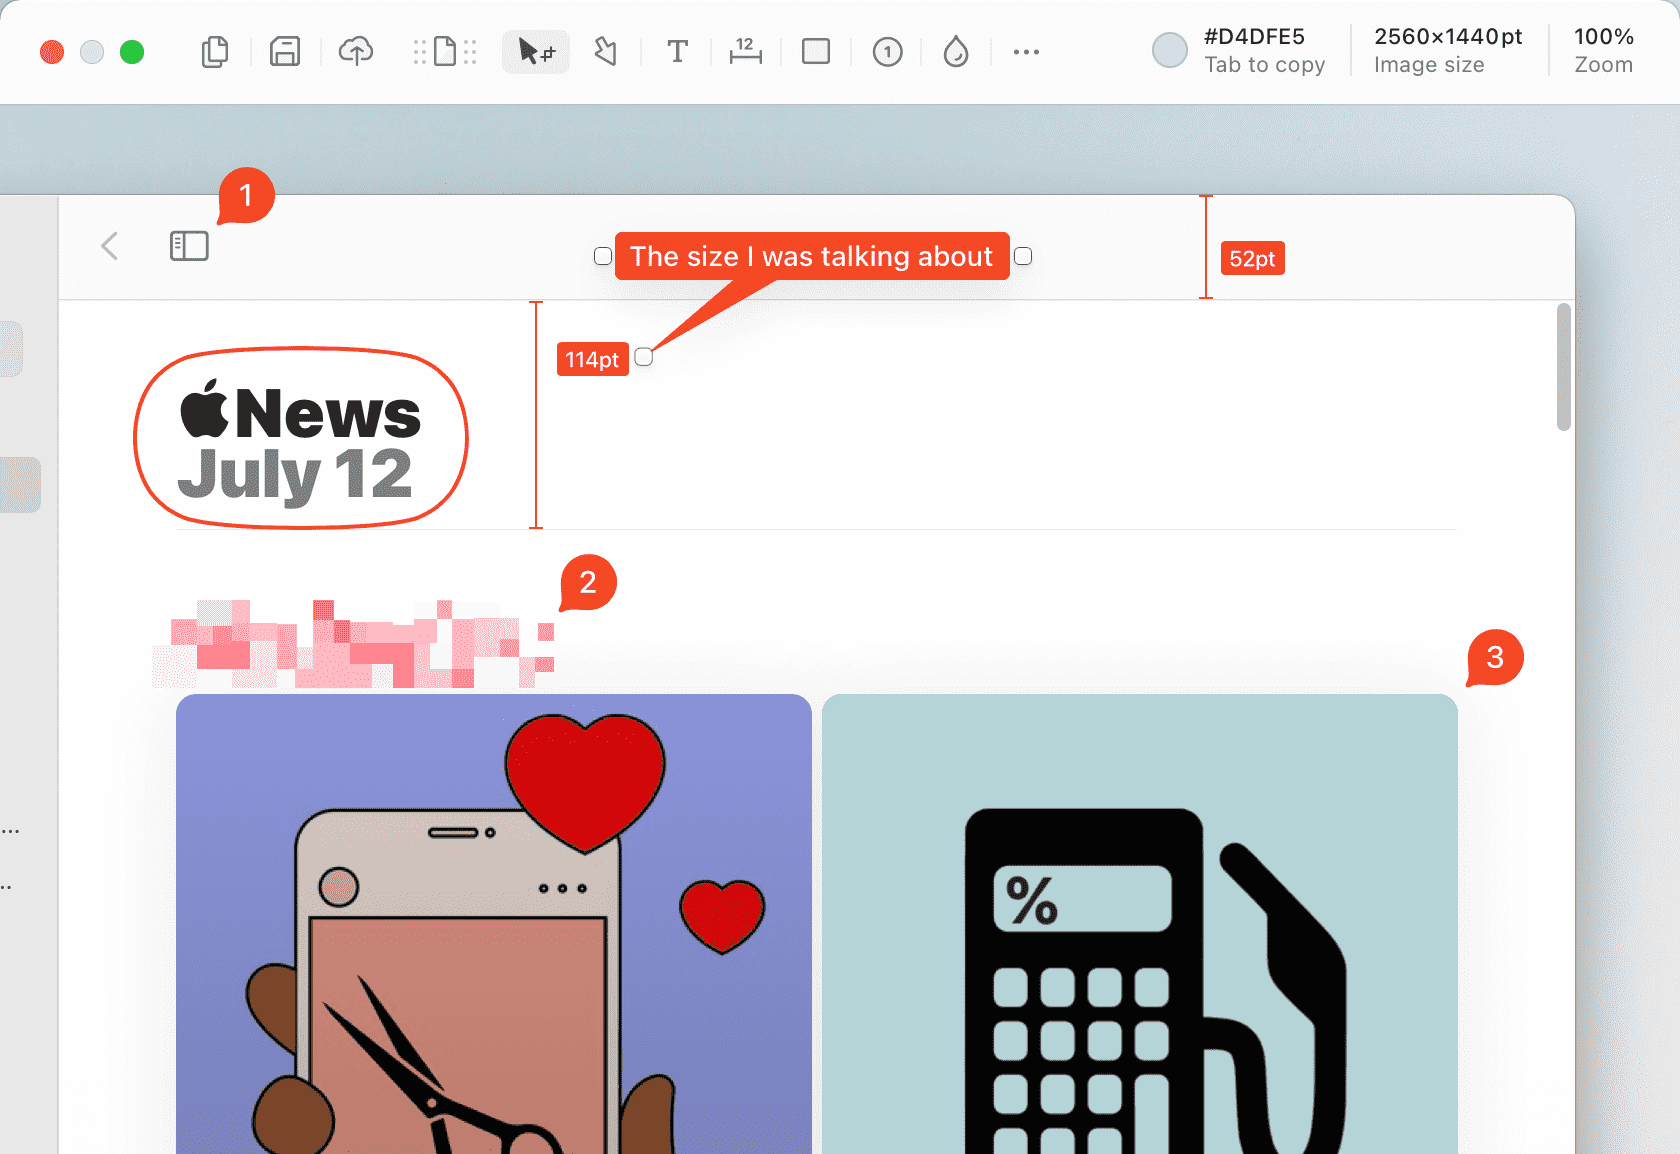 12
T
1
#D4DFE5
Tab to copy
2560×1440pt
Image size
100%
Zoom
1
The size I was talking about
52pt
114pt
News
July 12
2
3
%